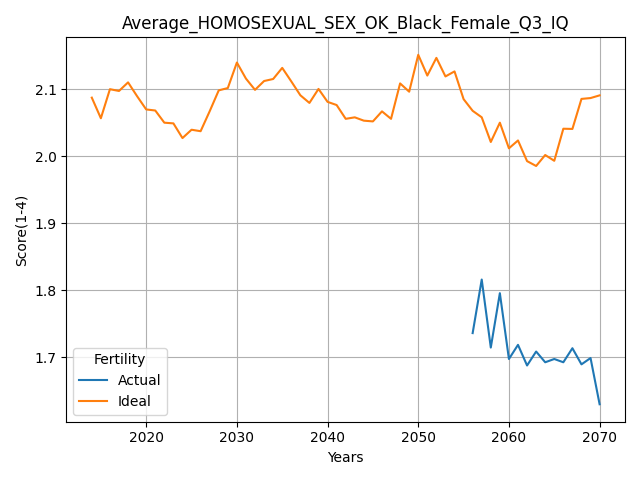 Average_HOMOSEXUAL_SEX_OK_Black_Female_Q3_IQ
Score(1-4)
2.1
2.0
1.9
1.8
1.7
Fertility
Actual
Ideal
2020 2030 2040 2050 2060 2070
Years